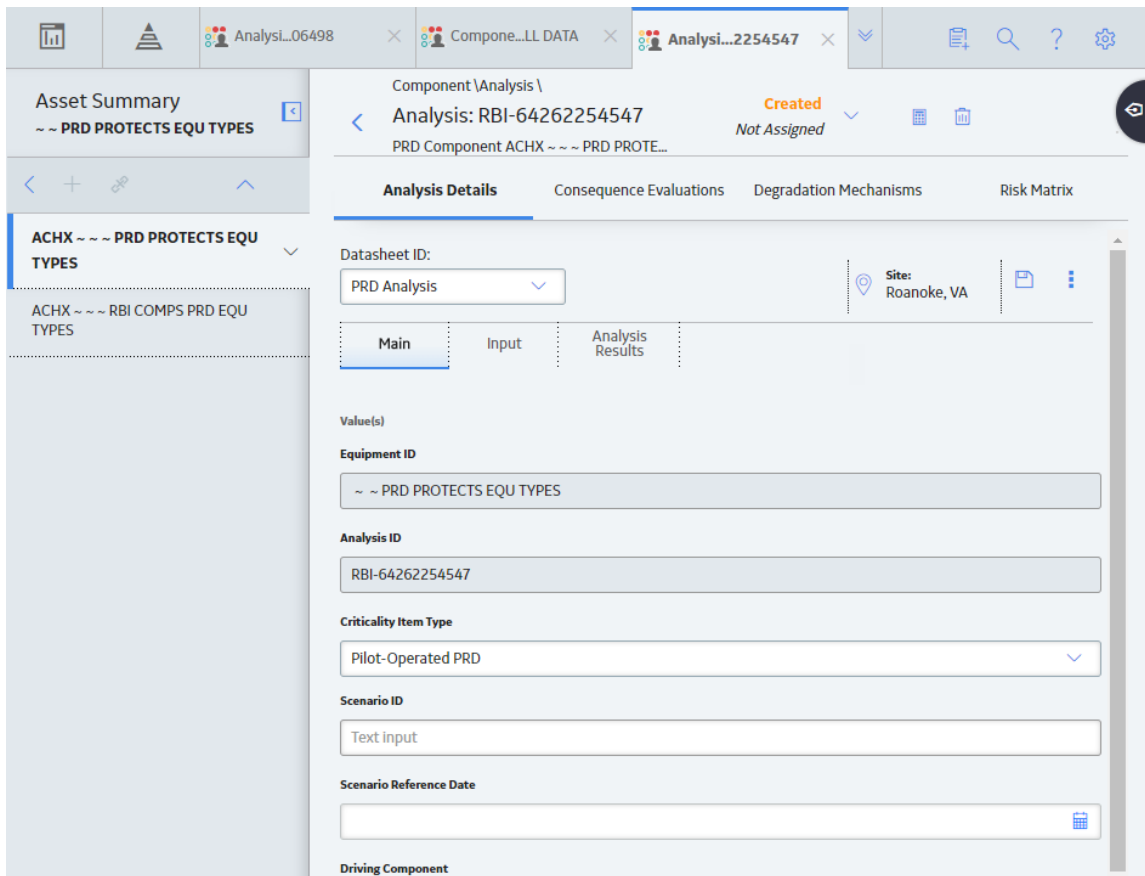 Analysi...06498
Compone...LL DATA
Analysi...2254547
?
Asset Summary
~ ~ PRD PROTECTS EQU TYPES
ACHX ~ ~ ~ PRD PROTECTS EQU
TYPES
ACHX ~ ~ ~ RBI COMPS PRD EQU
TYPES
Component \Analysis \
Analysis: RBI-64262254547
PRD Component ACHX ~ ~ ~ PRD PROTE...
Created
Not Assigned
Analysis Details
Consequence Evaluations
Degradation Mechanisms
Risk Matrix
Datasheet ID:
PRD Analysis
Site:
Roanoke, VA
Main
Input
Analysis
Results
Value(s)
Equipment ID
~ ~ PRD PROTECTS EQU TYPES
Analysis ID
RBI-64262254547
Criticality Item Type
Pilot-Operated PRD
Scenario ID
Text input
Scenario Reference Date
Driving Component